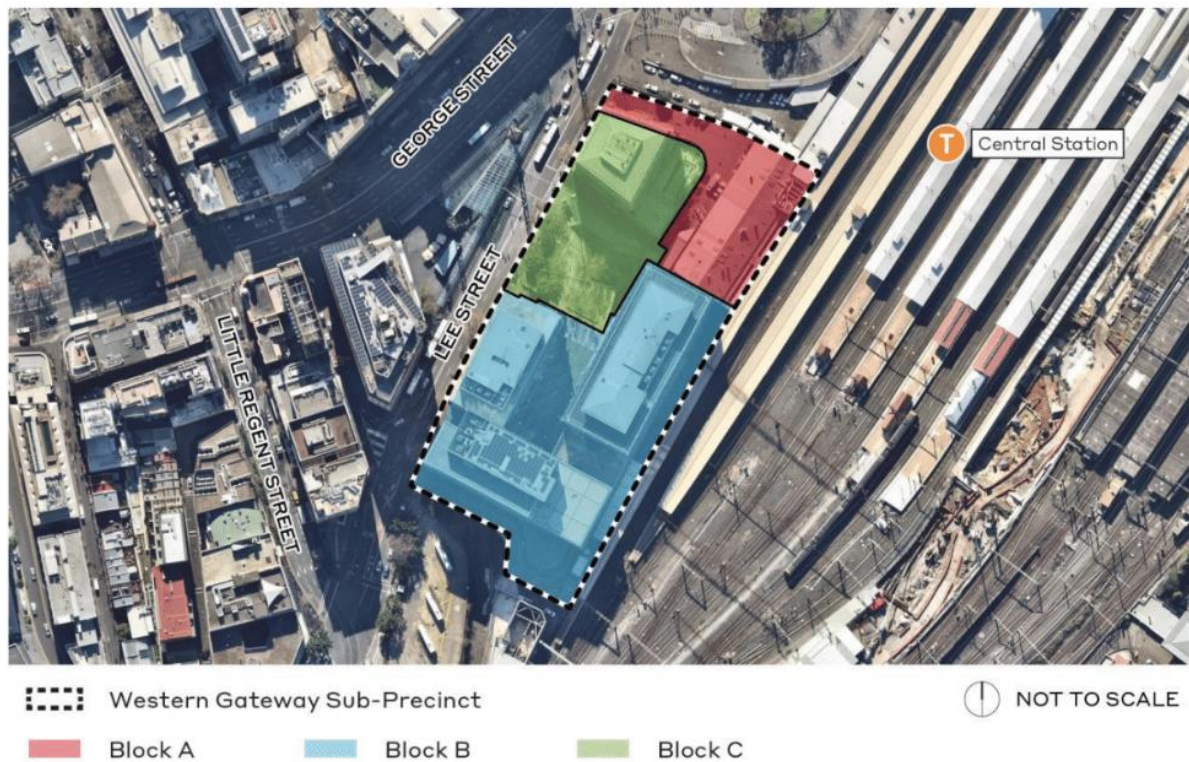 GEORGE STREET
T Central Station
LEE STREET
LITTLE REGENT STREET
Western Gateway Sub-Precinct
NOT TO SCALE
Block A
Block B
Block C